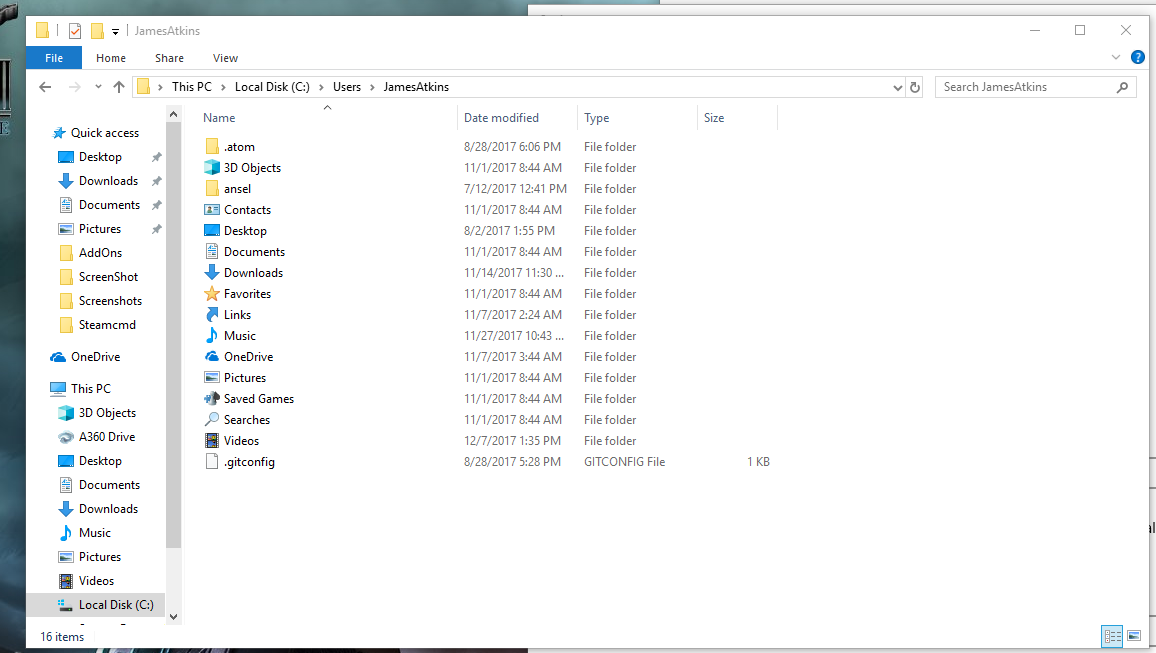 JamesAtkins
File Home Share View
This PC Local Disk (C:) Users JamesAtkins
Search JamesAtkins
Quick access
Desktop
Downloads
Documents
Pictures
AddOns
ScreenShot
Screenshots
Steamcmd
OneDrive
This PC
3D Objects
A360 Drive
Desktop
Documents
Downloads
Music
Pictures
Videos
Local Disk (C:)
Name Date modified Type Size
.atom 8/28/2017 6:06 PM File folder
3D Objects 11/1/2017 8:44 AM File folder
ansel 7/12/2017 12:41 PM File folder
Contacts 11/1/2017 8:44 AM File folder
Desktop 8/2/2017 1:55 PM File folder
Documents 11/1/2017 8:44 AM File folder
Downloads 11/14/2017 11:30 ... File folder
Favorites 11/1/2017 8:44 AM File folder
Links 11/7/2017 2:24 AM File folder
Music 11/27/2017 10:43 ... File folder
OneDrive 11/7/2017 3:44 AM File folder
Pictures 11/1/2017 8:44 AM File folder
Saved Games 11/1/2017 8:44 AM File folder
Searches 11/1/2017 8:44 AM File folder
Videos 12/7/2017 1:35 PM File folder
.gitconfig 8/28/2017 5:28 PM GITCONFIG File 1 KB
16 items